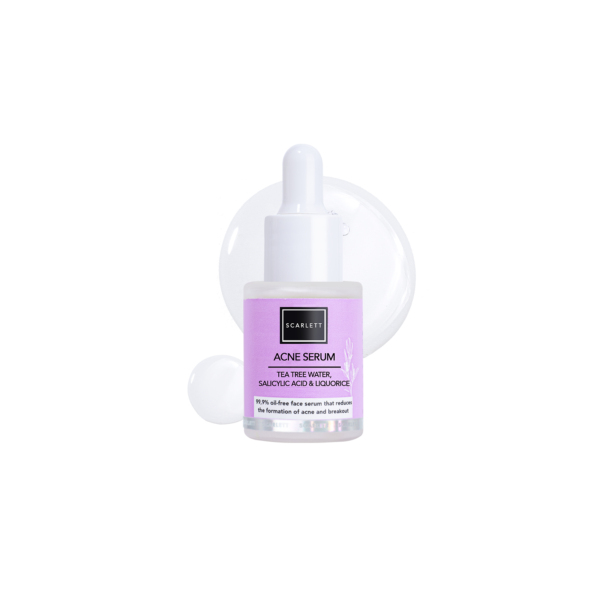 SCARLETT
ACNE SERUM
TEA TREE WATER,
SALICYLIC ACID & LIQUORICE
99,9% oil-free face serum that reduces
the formation of acne and breakout